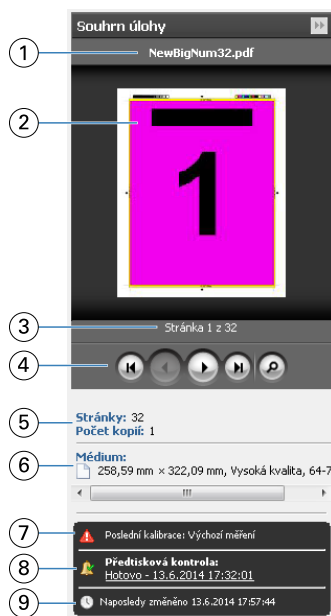 Souhrn úlohy
1
NewBigNum32.pdf
2
1
3
Stránka 1 z 32
4
5
Stránky: 32
Počet kopií: 1
6
Médium:
258,59 mm × 322,09 mm, Vysoká kvalita, 64-7
7
Poslední kalibrace: Výchozí měření
8
Předtisková kontrola:
Hotovo - 13.6.2014 17:32:01
9
Naposledy změněno 13.6.2014 17:57:44